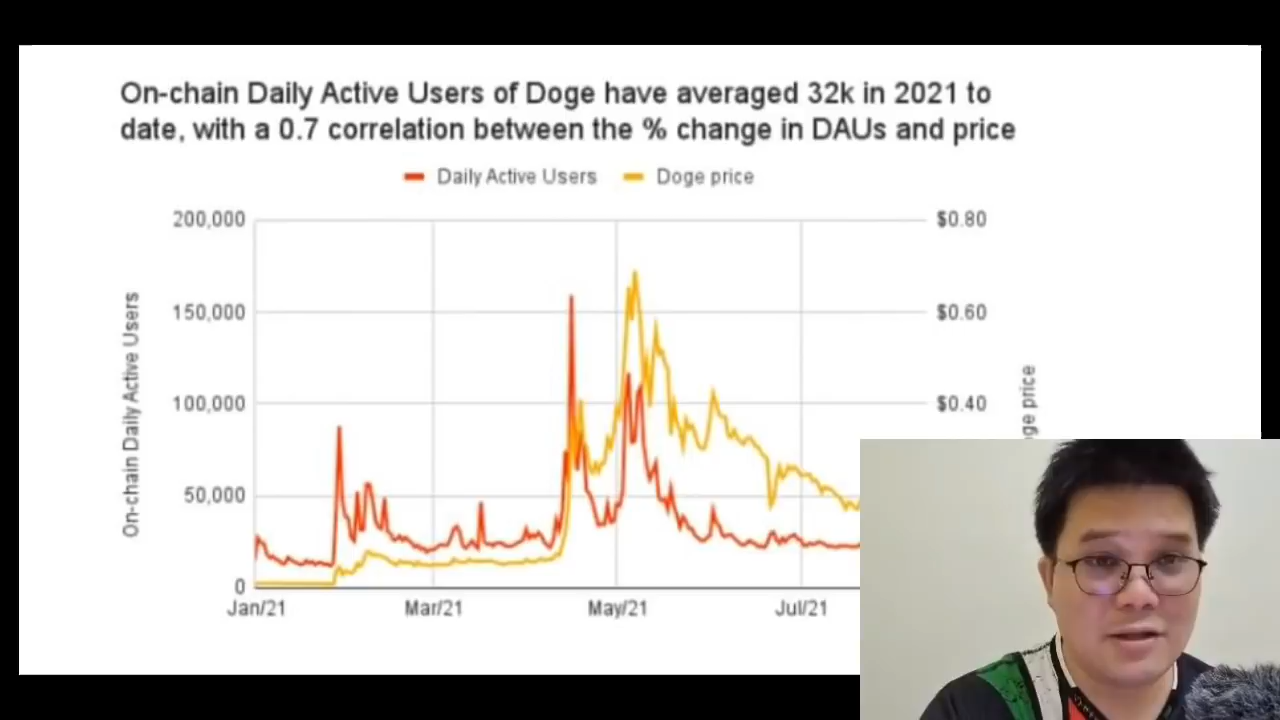 On-chain Daily Active Users of Doge have averaged 32k in 2021 to
date, with a 0.7 correlation between the % change in DAUs and price
Daily Active Users Doge price
200,000 $0.80
150,000 $0.60
100,000 $0.40
50,000
0
On-chain Daily Active Users
price
Jan/21 Mar/21 May/21 Jul/21